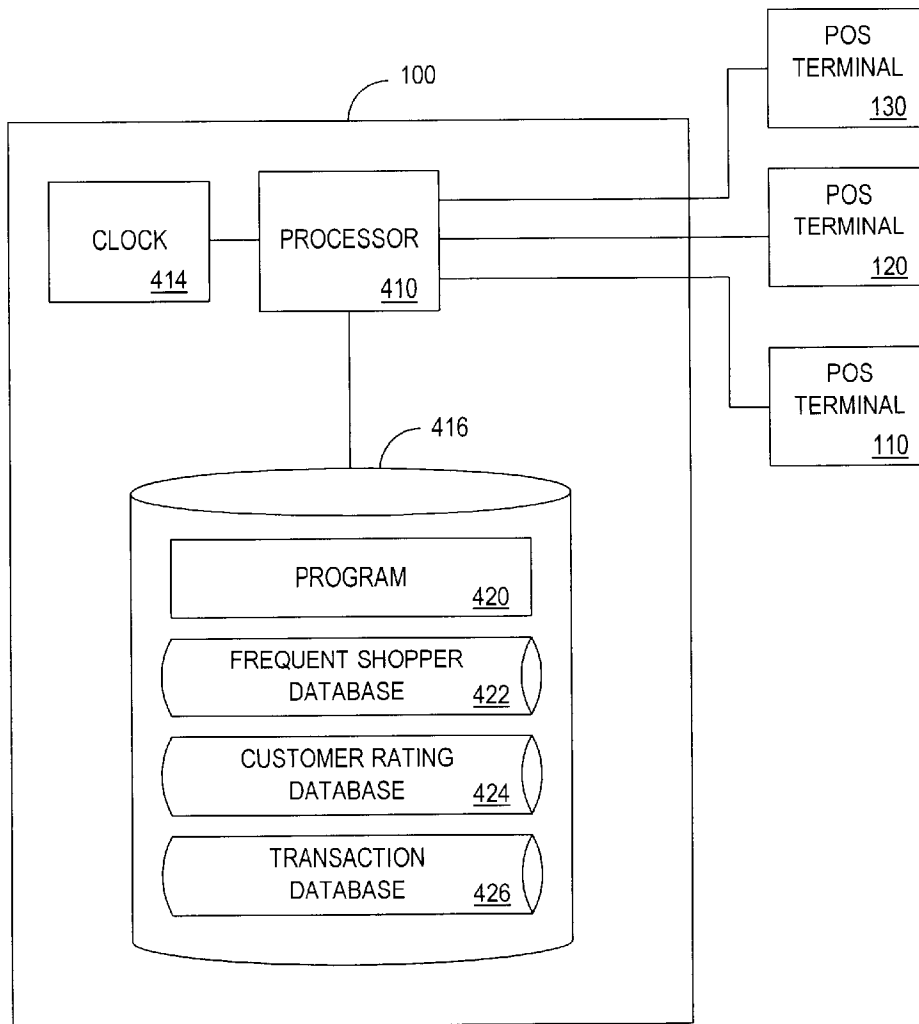 100
POS
TERMINAL
130
CLOCK
414
PROCESSOR
410
POS
TERMINAL
120
POS
TERMINAL
110
416
PROGRAM
420
FREQUENT SHOPPER
DATABASE
422
CUSTOMER RATING
DATABASE
424
TRANSACTION
DATABASE
426